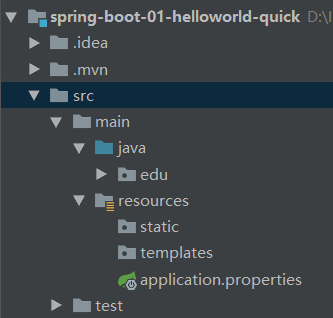 spring-boot-01-helloworld-quick D:\I
.idea
.mvn
src
main
java
edu
resources
static
templates
application.properties
test